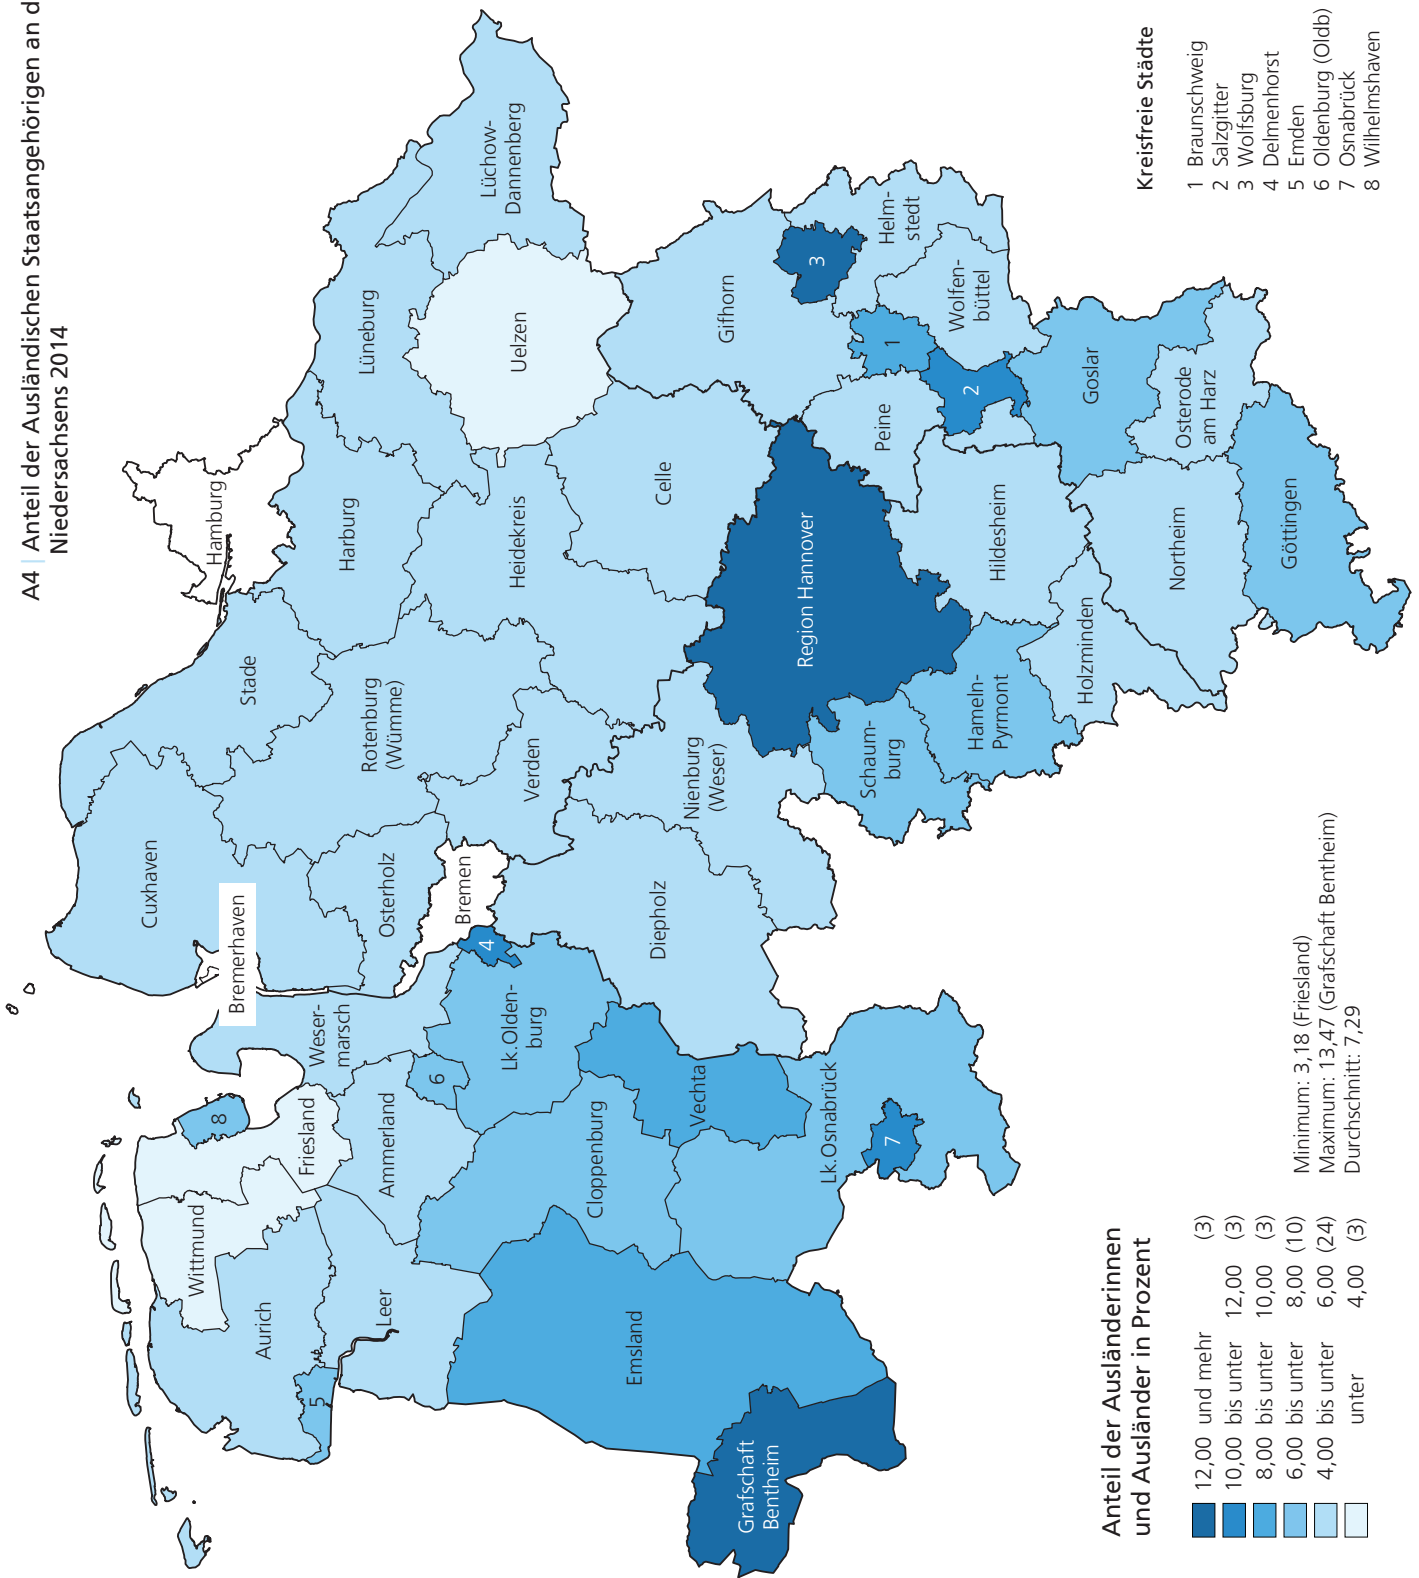 A4 | Anteil der Ausländischen Staatsangehörigen an d
Niedersachsens 2014
Hamburg
Stade
Cuxhaven
Bremerhaven
Harburg
Lüneburg
Lüchow-
Dannenberg
Uelzen
Rotenburg
(Wümme)
Osterholz
Heidekreis
Verden
Bremen
Weser-
marsch
Friesland
Wittmund
Aurich
Ammerland
Leer
Lk.Olden-
burg
Cloppenburg
Emsland
Vechta
Diepholz
Nienburg
(Weser)
Celle
Gifhorn
Region Hannover
Grafschaft
Bentheim
Lk.Osnabrück
Schaum-
burg
Hameln-
Pyrmont
Hildesheim
Peine
Helm-
stedt
Wolfen-
büttel
Goslar
Osterode
am Harz
Holzminden
Northeim
Göttingen
1
2
3
4
5
6
7
8
Kreisfreie Städte
1 Braunschweig
2 Salzgitter
3 Wolfsburg
4 Delmenhorst
5 Emden
6 Oldenburg (Oldb)
7 Osnabrück
8 Wilhelmshaven
Anteil der Ausländerinnen
und Ausländer in Prozent
12,00 und mehr (3)
10,00 bis unter 12,00 (3)
8,00 bis unter 10,00 (3)
6,00 bis unter 8,00 (10)
4,00 bis unter 6,00 (24)
unter 4,00 (3)
Minimum: 3,18 (Friesland)
Maximum: 13,47 (Grafschaft Bentheim)
Durchschnitt: 7,29